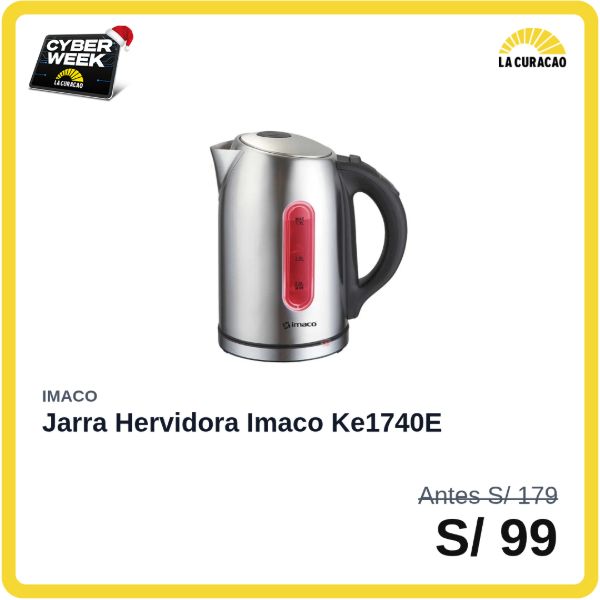 CYBER
WEEK
LA CURACAO
LA CURACAO
imaco
IMACO
Jarra Hervidora Imaco Ke1740E
Antes S/ 179
S/ 99